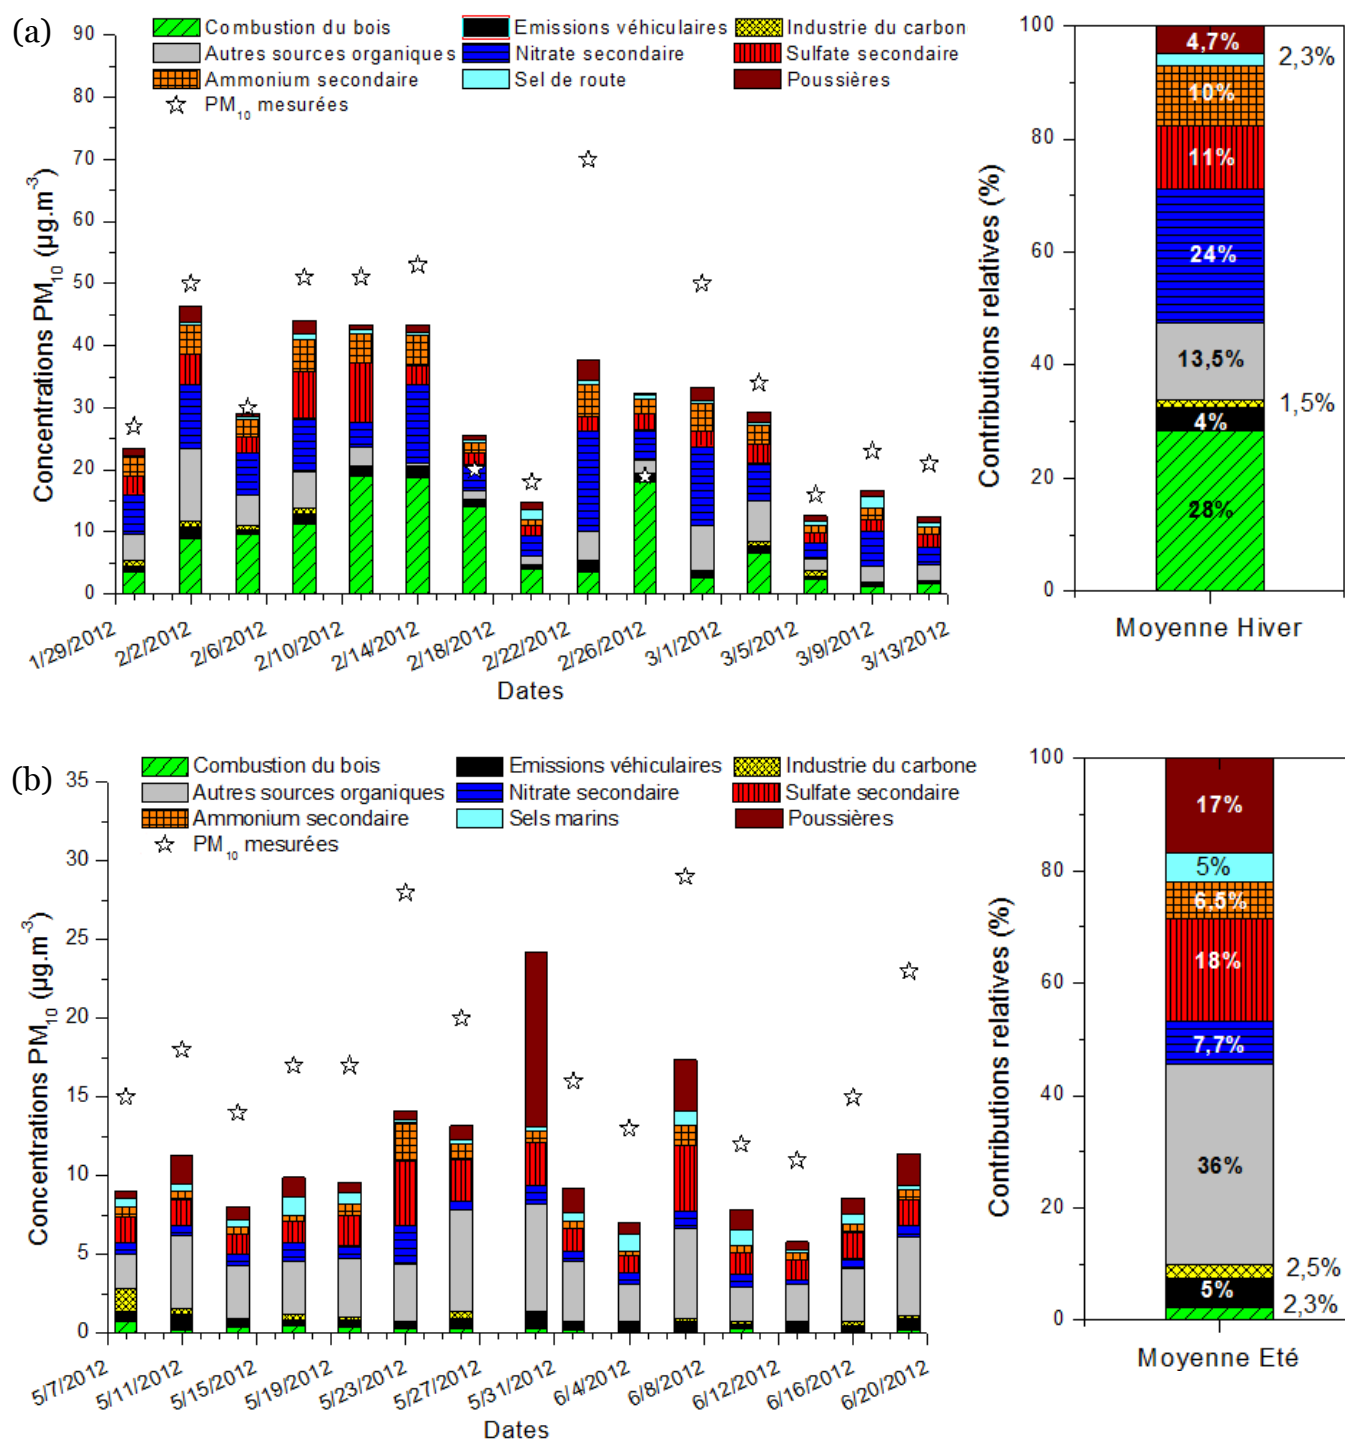 (a)
Combustion du bois Emissions véhiculaires Industrie du carbon
Autres sources organiques Nitrate secondaire Sulfate secondaire
Ammonium secondaire Sel de route Poussières
PM10 mesurées
Concentrations PM10 (µg.m-3)
90
80
70
60
50
40
30
20
10
0
1/29/2012 2/2/2012 2/6/2012 2/10/2012 2/14/2012 2/18/2012 2/22/2012 2/26/2012 3/1/2012 3/5/2012 3/9/2012 3/13/2012
Dates
Contributions relatives (%)
100
80
60
40
20
0
4,7%
2,3%
10%
11%
24%
13,5%
1,5%
4%
28%
Moyenne Hiver
(b)
Combustion du bois Emissions véhiculaires Industrie du carbone
Autres sources organiques Nitrate secondaire Sulfate secondaire
Ammonium secondaire Sels marins Poussières
PM10 mesurées
Concentrations PM10 (µg.m-3)
35
30
25
20
15
10
5
0
5/7/2012 5/11/2012 5/15/2012 5/19/2012 5/23/2012 5/27/2012 5/31/2012 6/4/2012 6/8/2012 6/12/2012 6/16/2012 6/20/2012
Dates
Contributions relatives (%)
100
80
60
40
20
0
17%
5%
6.5%
18%
7,7%
36%
2,5%
5%
2,3%
Moyenne Eté